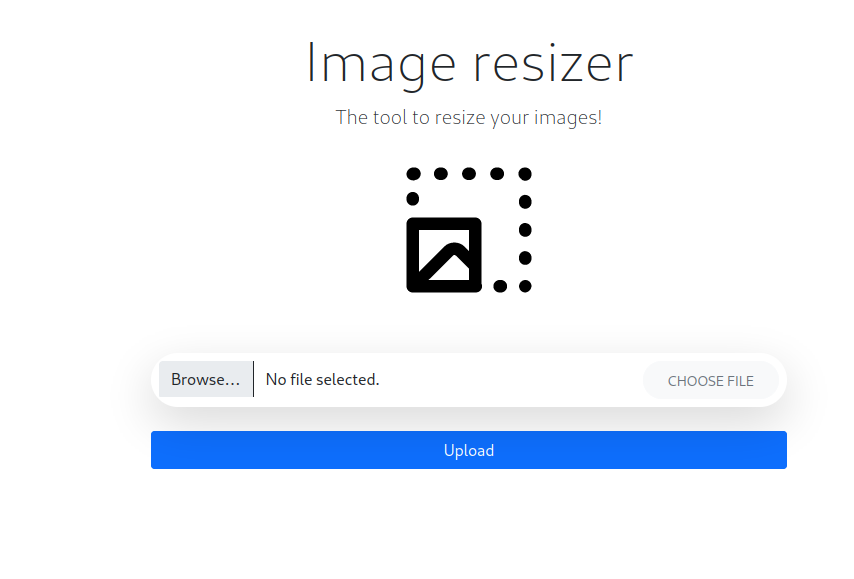 Image resizer
The tool to resize your images!
Browse... No file selected. CHOOSE FILE
Upload